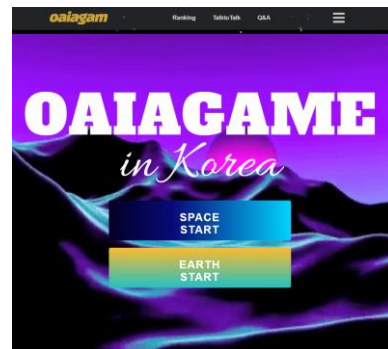 oaiagam
Ranking TalktoTalk Q&A
OAIAGAME
in Korea
SPACE
START
EARTH
START